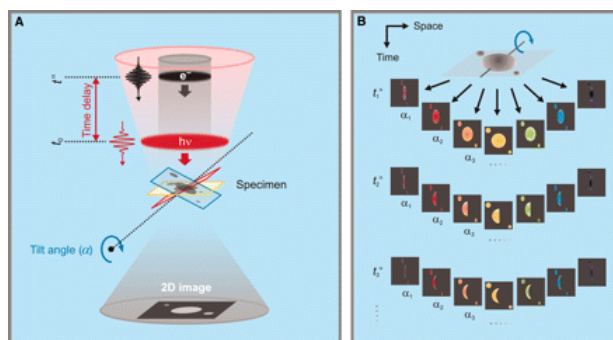 A
t*
e⁻
Time delay
t₀
hν
Specimen
Tilt angle (α)
2D image
B
Space
Time
t₁*
α₁
α₂
α₃
t₂*
α₁
α₂
α₃
t₃*
α₁
α₂
α₃